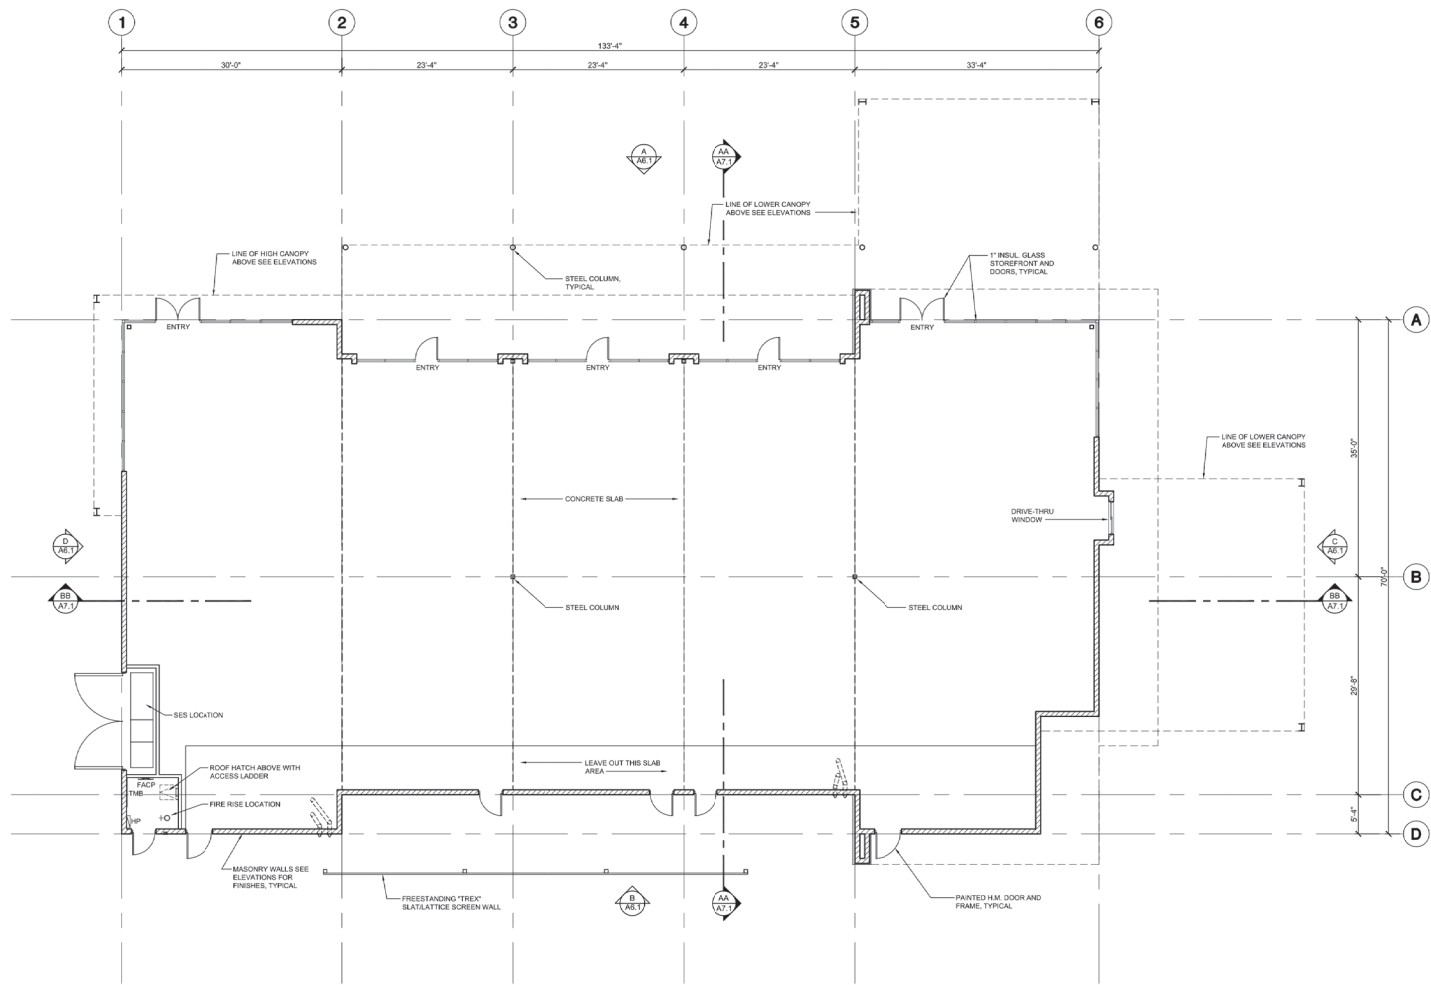 1 2 3 4 5 6
133'-4"
30'-0" 23'-4" 23'-4" 23'-4" 33'-4"
A
A6.1
AA
A7.1
LINE OF LOWER CANOPY
ABOVE SEE ELEVATIONS
LINE OF HIGH CANOPY
ABOVE SEE ELEVATIONS
STEEL COLUMN,
TYPICAL
1" INSUL. GLASS
STOREFRONT AND
DOORS, TYPICAL
A
ENTRY
ENTRY
ENTRY
ENTRY
ENTRY
LINE OF LOWER CANOPY
ABOVE SEE ELEVATIONS
35'-0"
CONCRETE SLAB
DRIVE-THRU
WINDOW
D
A6.1
C
A6.1
B
70'-0"
BB
A7.1
STEEL COLUMN
STEEL COLUMN
BB
A7.1
29'-8"
SES LOCATION
ROOF HATCH ABOVE WITH
ACCESS LADDER
LEAVE OUT THIS SLAB
AREA
FACP
TMB
FIRE RISE LOCATION
HP
C
5'-4"
D
MASONRY WALLS SEE
ELEVATIONS FOR
FINISHES, TYPICAL
FREESTANDING "TREX"
SLAT/LATTICE SCREEN WALL
B
A6.1
AA
A7.1
PAINTED H.M. DOOR AND
FRAME, TYPICAL